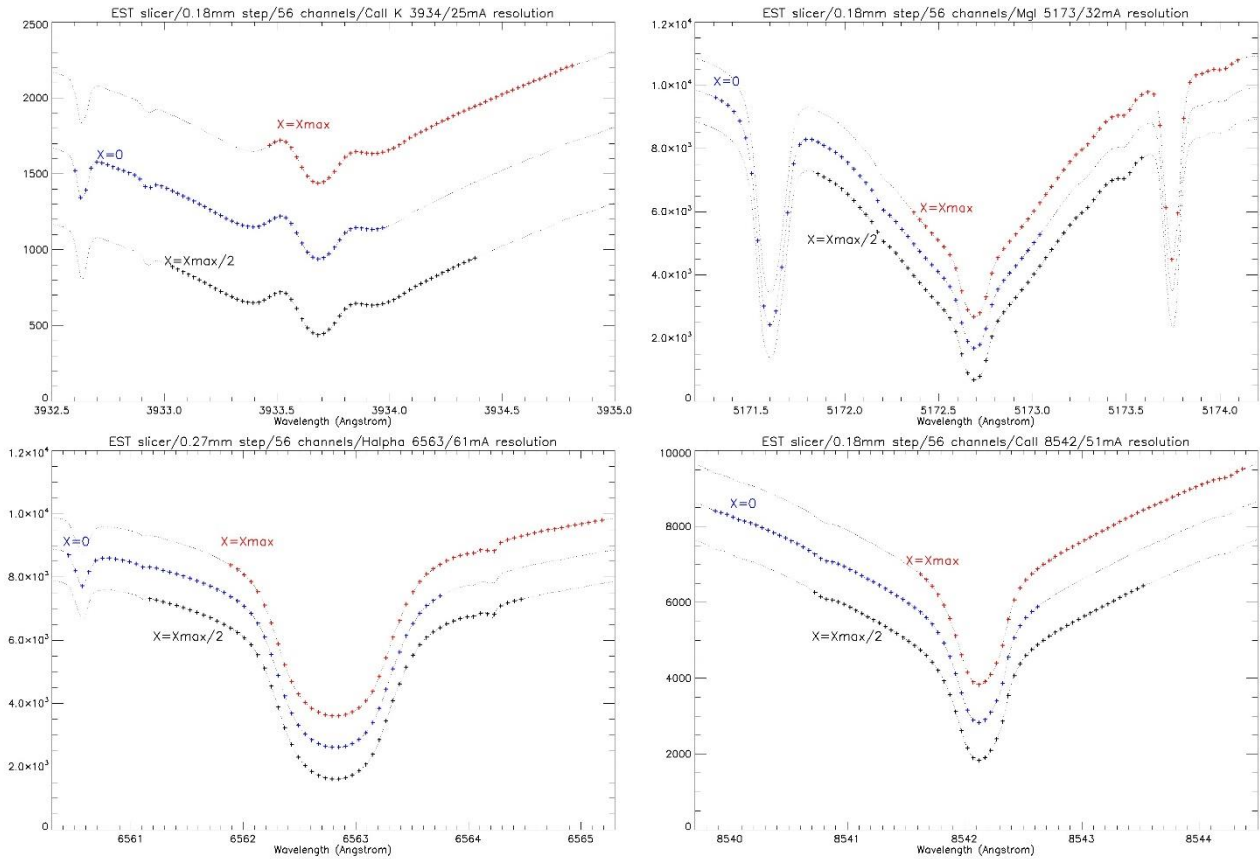 EST slicer/0.18mm step/56 channels/CaII K 3934/25mA resolution
2500
2000
1500
1000
500
0
X=Xmax
X=0
X=Xmax/2
3932.5 3933.0 3933.5 3934.0 3934.5 3935.0
Wavelength (Angstrom)
EST slicer/0.18mm step/56 channels/MgI 5173/32mA resolution
1.2×10⁴
1.0×10⁴
8.0×10³
6.0×10³
4.0×10³
2.0×10³
0
X=0
X=Xmax
X=Xmax/2
5171.5 5172.0 5172.5 5173.0 5173.5 5174.0
Wavelength (Angstrom)
EST slicer/0.27mm step/56 channels/Halpha 6563/61mA resolution
1.2×10⁴
1.0×10⁴
8.0×10³
6.0×10³
4.0×10³
2.0×10³
0
X=0
X=Xmax
X=Xmax/2
6561 6562 6563 6564 6565
Wavelength (Angstrom)
EST slicer/0.18mm step/56 channels/CaII 8542/51mA resolution
10000
8000
6000
4000
2000
0
X=0
X=Xmax
X=Xmax/2
8540 8541 8542 8543 8544
Wavelength (Angstrom)